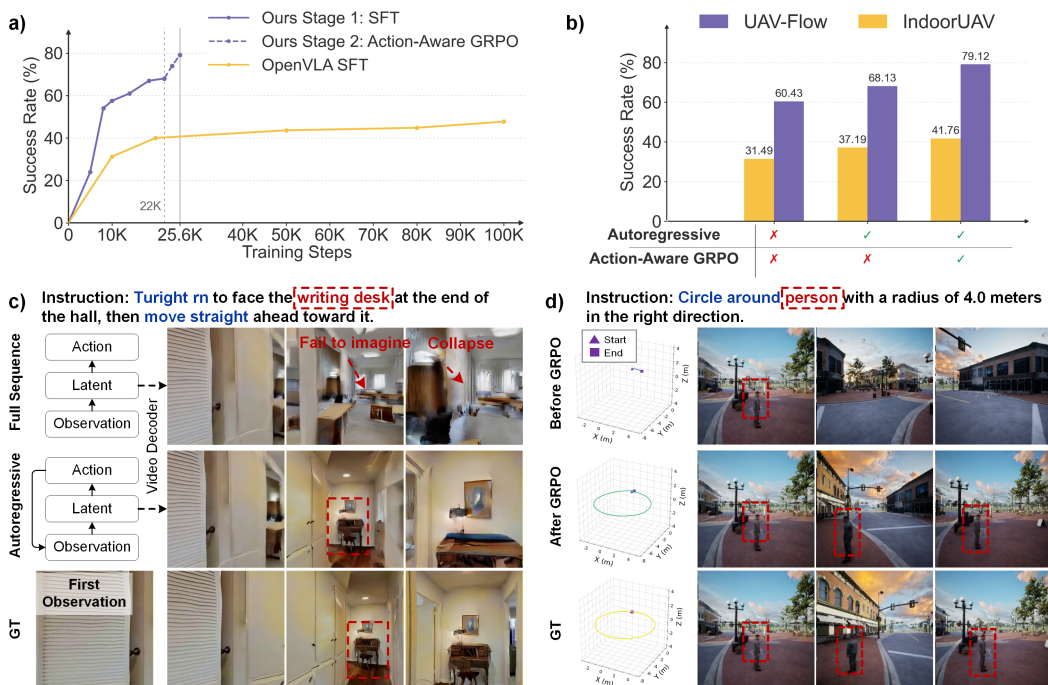 a)
Ours Stage 1: SFT
Ours Stage 2: Action-Aware GRPO
OpenVLA SFT
Success Rate (%)
80
60
40
20
0
22K
0
10K
25.6K
40K
50K
60K
70K
80K
90K
100K
Training Steps
b)
UAV-Flow
IndoorUAV
Success Rate (%)
80
60
40
20
0
31.49
60.43
37.19
68.13
41.76
79.12
Autoregressive
✗ ✓ ✓
Action-Aware GRPO
✗ ✗ ✓
c)
Instruction: Turight rn to face the writing desk at the end of
the hall, then move straight ahead toward it.
Full Sequence
Action
Latent
Observation
Video Decoder
Fail to imagine
Collapse
Autoregressive
Action
Latent
Observation
GT
First
Observation
d)
Instruction: Circle around person with a radius of 4.0 meters
in the right direction.
Before GRPO
Start
End
X (m)
Y (m)
Z (m)
After GRPO
X (m)
Y (m)
Z (m)
GT
X (m)
Y (m)
Z (m)